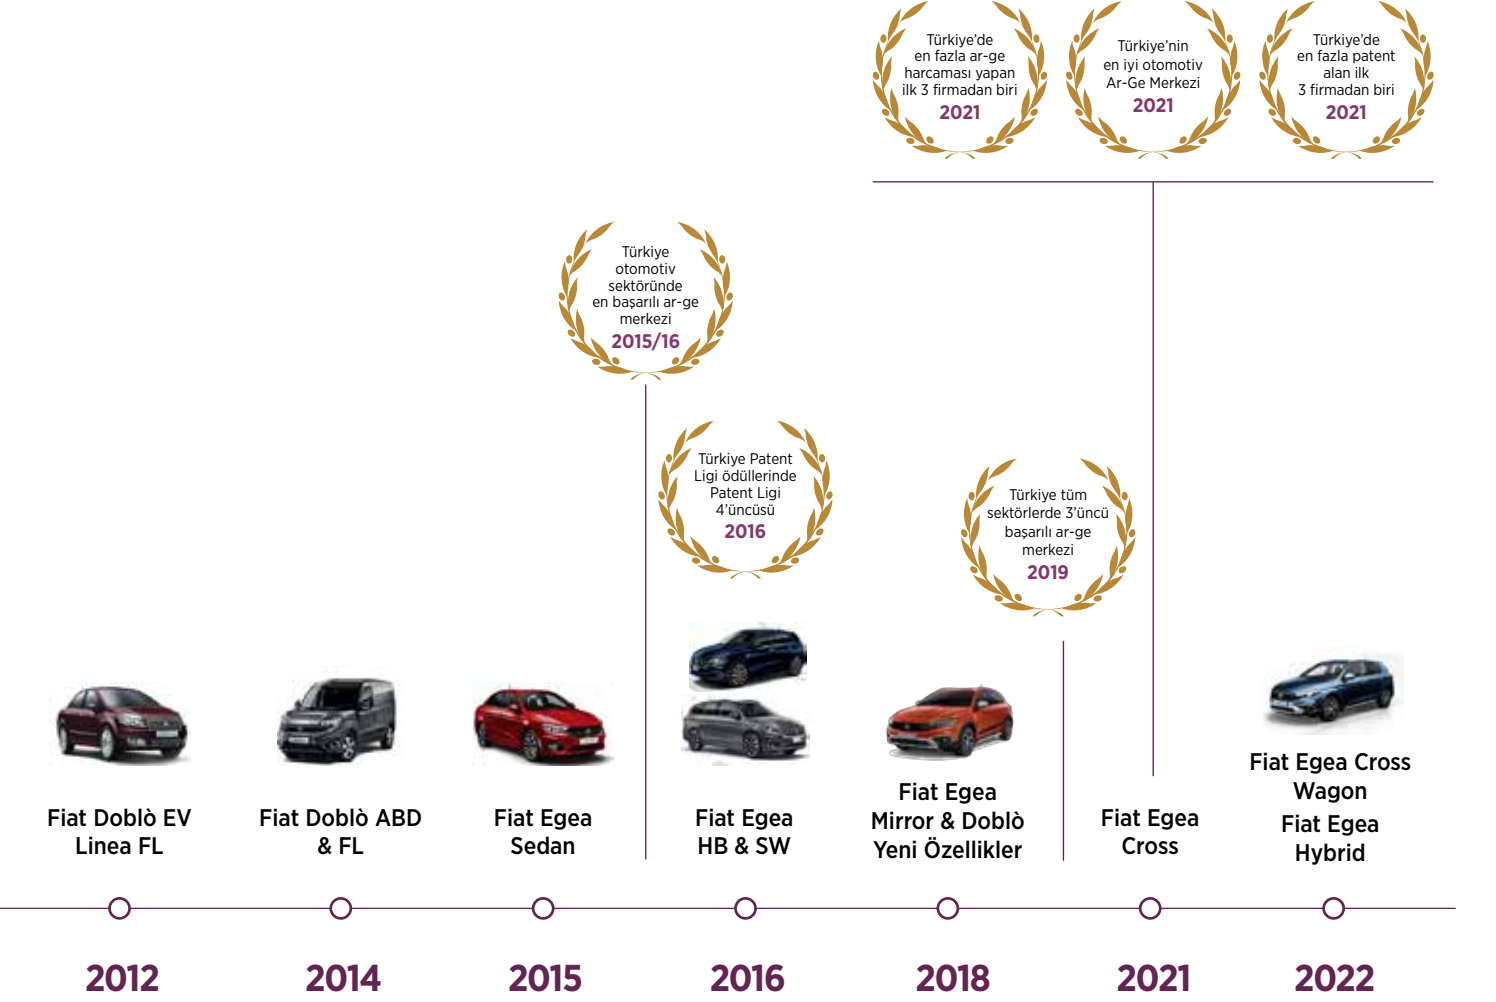 Türkiye'de
en fazla ar-ge
harcaması yapan
ilk 3 firmadan biri
2021
Türkiye'nin
en iyi otomotiv
Ar-Ge Merkezi
2021
Türkiye'de
en fazla patent
alan ilk
3 firmadan biri
2021
Türkiye
otomotiv
sektöründe
en başarılı ar-ge
merkezi
2015/16
Türkiye Patent
Ligi ödüllerinde
Patent Ligi
4'üncüsü
2016
Türkiye tüm
sektörlerde 3'üncü
başarılı ar-ge
merkezi
2019
Fiat Doblò EV
Linea FL
Fiat Doblò ABD
& FL
Fiat Egea
Sedan
Fiat Egea
HB & SW
Fiat Egea
Mirror & Doblò
Yeni Özellikler
Fiat Egea
Cross
Fiat Egea Cross
Wagon
Fiat Egea
Hybrid
2012
2014
2015
2016
2018
2021
2022